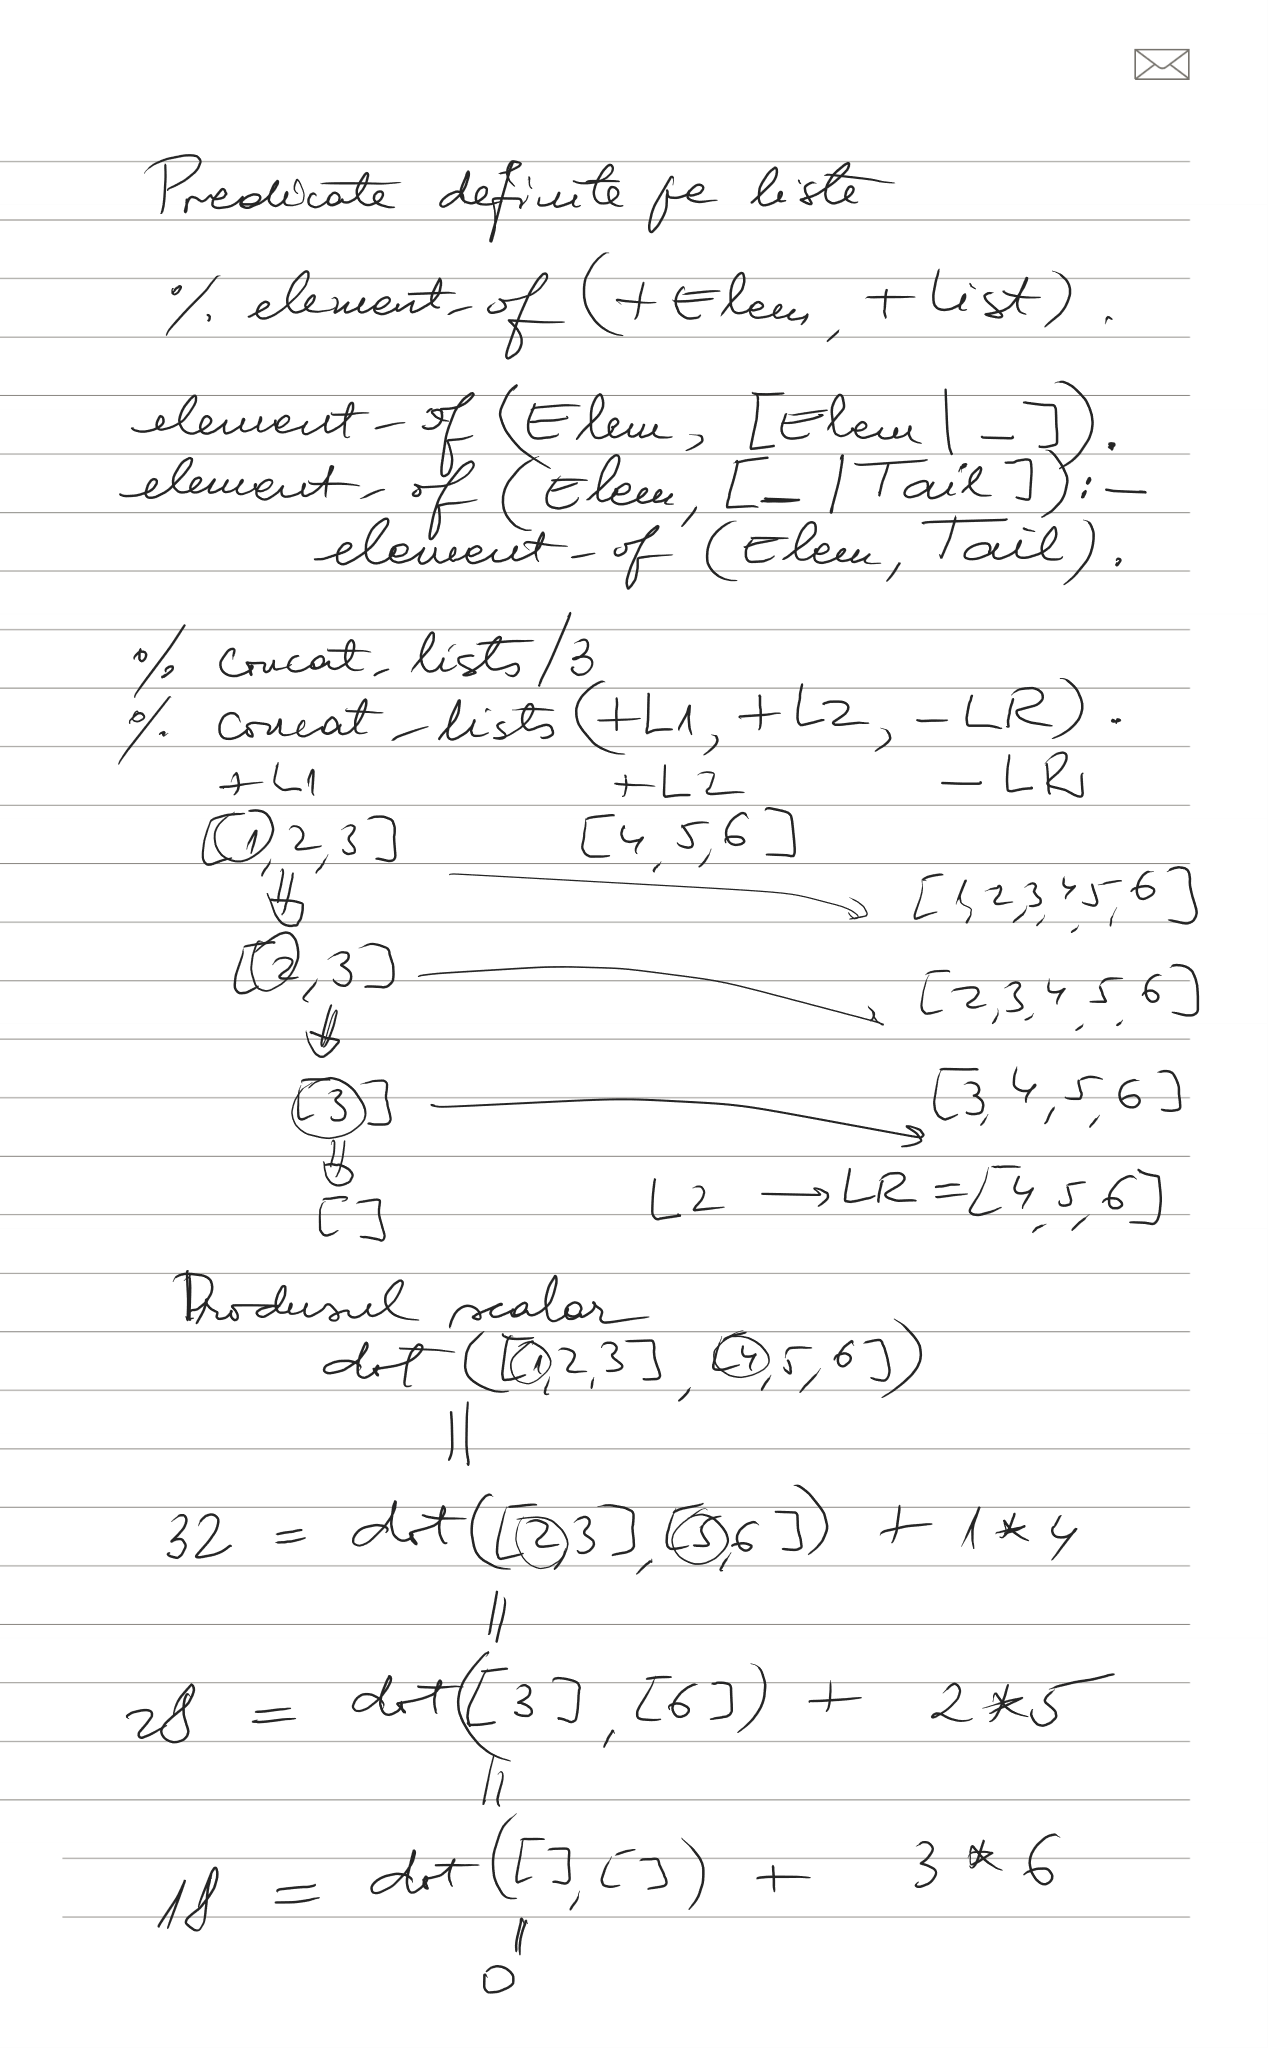 Predicate definite pe liste
% element_of (+Elem, +List).
element_of (Elem, [Elem | _ ]).
element_of (Elem, [_ | Tail ]):-
element_of (Elem, Tail).
% concat_lists/3
% concat_lists (+L1, +L2, -LR).
+L1 +L2 -LR
[1, 2, 3] [4, 5, 6]
[1, 2, 3, 4, 5, 6]
[2, 3] [2, 3, 4, 5, 6]
[3] [3, 4, 5, 6]
[] L2 → LR = [4, 5, 6]
Produsul scalar
dot ([1, 2, 3], [4, 5, 6])
||
32 = dot([2, 3], [5, 6]) + 1 * 4
||
28 = dot([3], [6]) + 2 * 5
||
18 = dot([], []) + 3 * 6
||
0